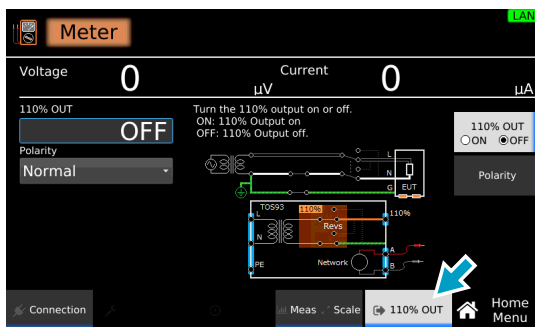 LAN
Meter
Voltage 0 µV Current 0 µA
110% OUT
OFF
Polarity
Normal
Turn the 110% output on or off.
ON: 110% Output on
OFF: 110% Output off.
110% OUT
ON OFF
Polarity
L
N
G EUT
TOS93 110%
L 110%
Revs
N
A
Network
PE B
Connection Meas Scale 110% OUT Home
Menu